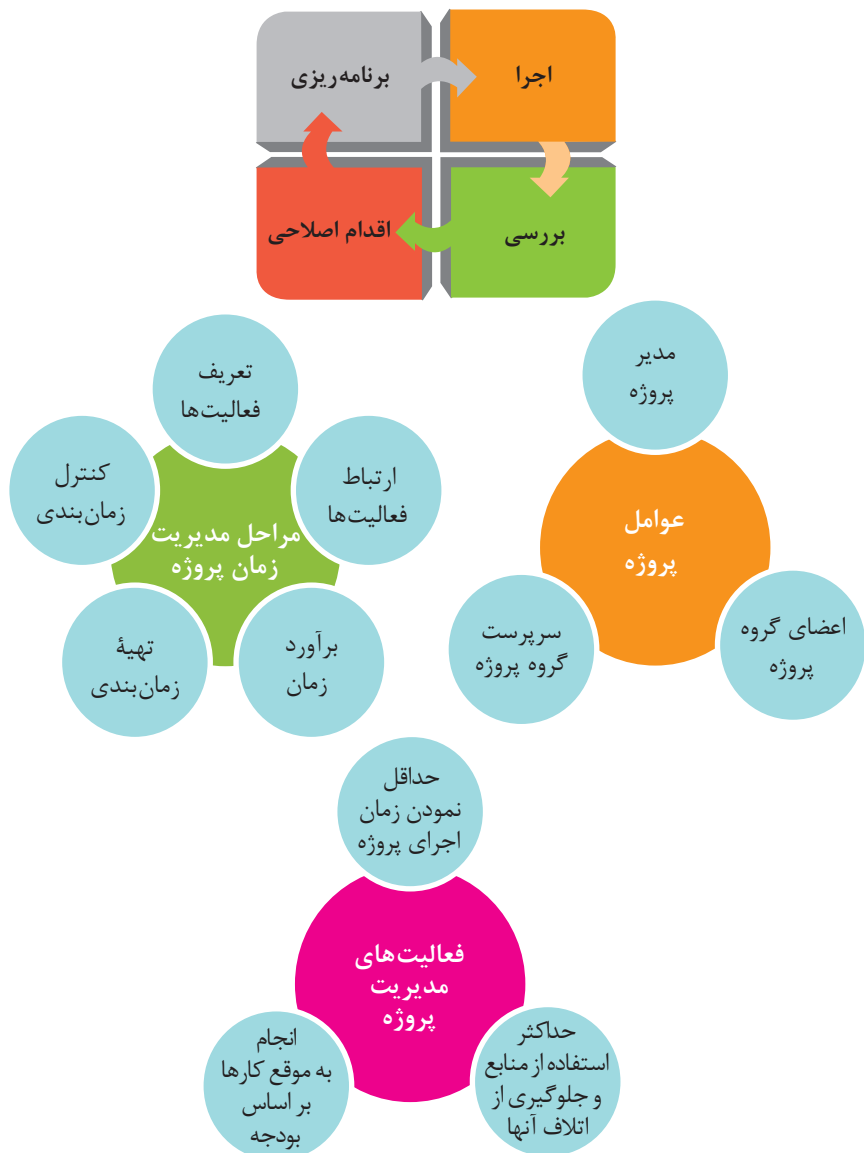 برنامه‌ریزی
اجرا
بررسی
اقدام اصلاحی
مدیر
پروژه
عوامل
پروژه
اعضای گروه
پروژه
سرپرست
گروه پروژه
تعریف
فعالیت‌ها
ارتباط
فعالیت‌ها
برآورد
زمان
تهیۀ
زمان‌بندی
کنترل
زمان‌بندی
مراحل مدیریت
زمان پروژه
حداقل
نمودن زمان
اجرای پروژه
فعالیت‌های
مدیریت
پروژه
حداکثر
استفاده از منابع
و جلوگیری از
اتلاف آنها
انجام
به موقع کارها
بر اساس
بودجه